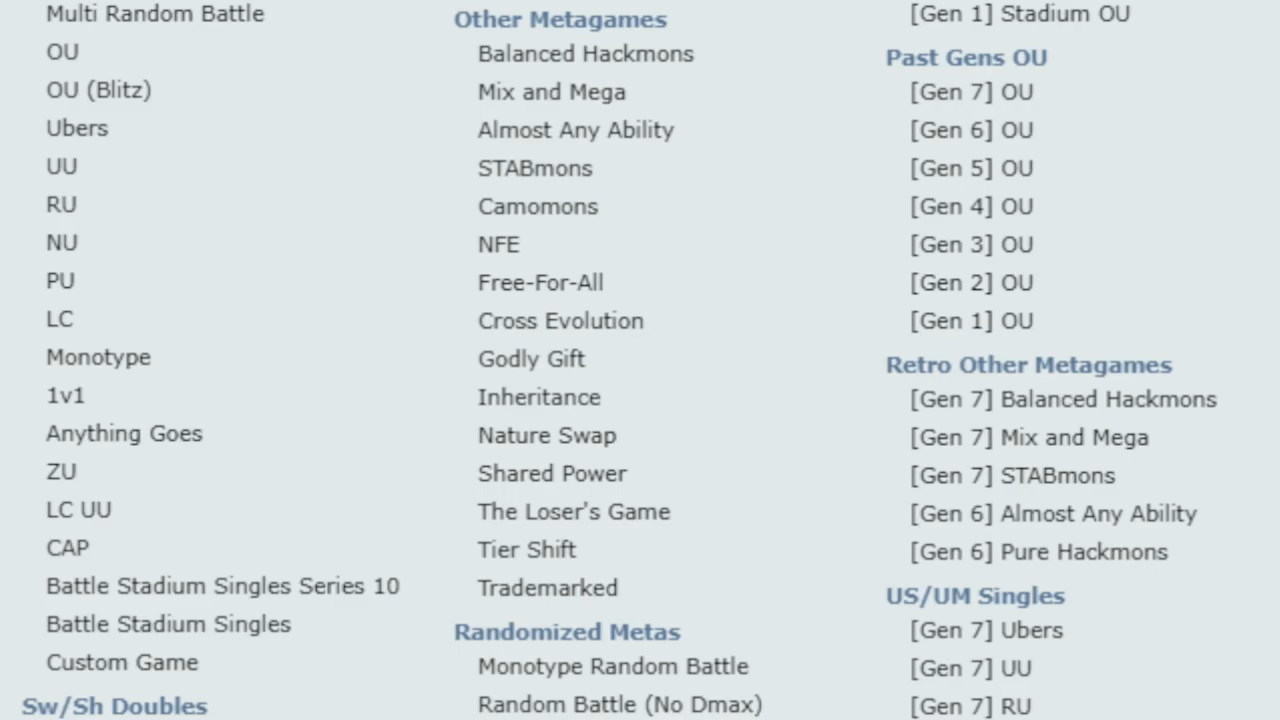 Multi Random Battle
OU
OU (Blitz)
Ubers
UU
RU
NU
PU
LC
Monotype
1v1
Anything Goes
ZU
LC UU
CAP
Battle Stadium Singles Series 10
Battle Stadium Singles
Custom Game
Sw/Sh Doubles
Other Metagames
Balanced Hackmons
Mix and Mega
Almost Any Ability
STABmons
Camomons
NFE
Free-For-All
Cross Evolution
Godly Gift
Inheritance
Nature Swap
Shared Power
The Loser's Game
Tier Shift
Trademarked
Randomized Metas
Monotype Random Battle
Random Battle (No Dmax)
[Gen 1] Stadium OU
Past Gens OU
[Gen 7] OU
[Gen 6] OU
[Gen 5] OU
[Gen 4] OU
[Gen 3] OU
[Gen 2] OU
[Gen 1] OU
Retro Other Metagames
[Gen 7] Balanced Hackmons
[Gen 7] Mix and Mega
[Gen 7] STABmons
[Gen 6] Almost Any Ability
[Gen 6] Pure Hackmons
US/UM Singles
[Gen 7] Ubers
[Gen 7] UU
[Gen 7] RU